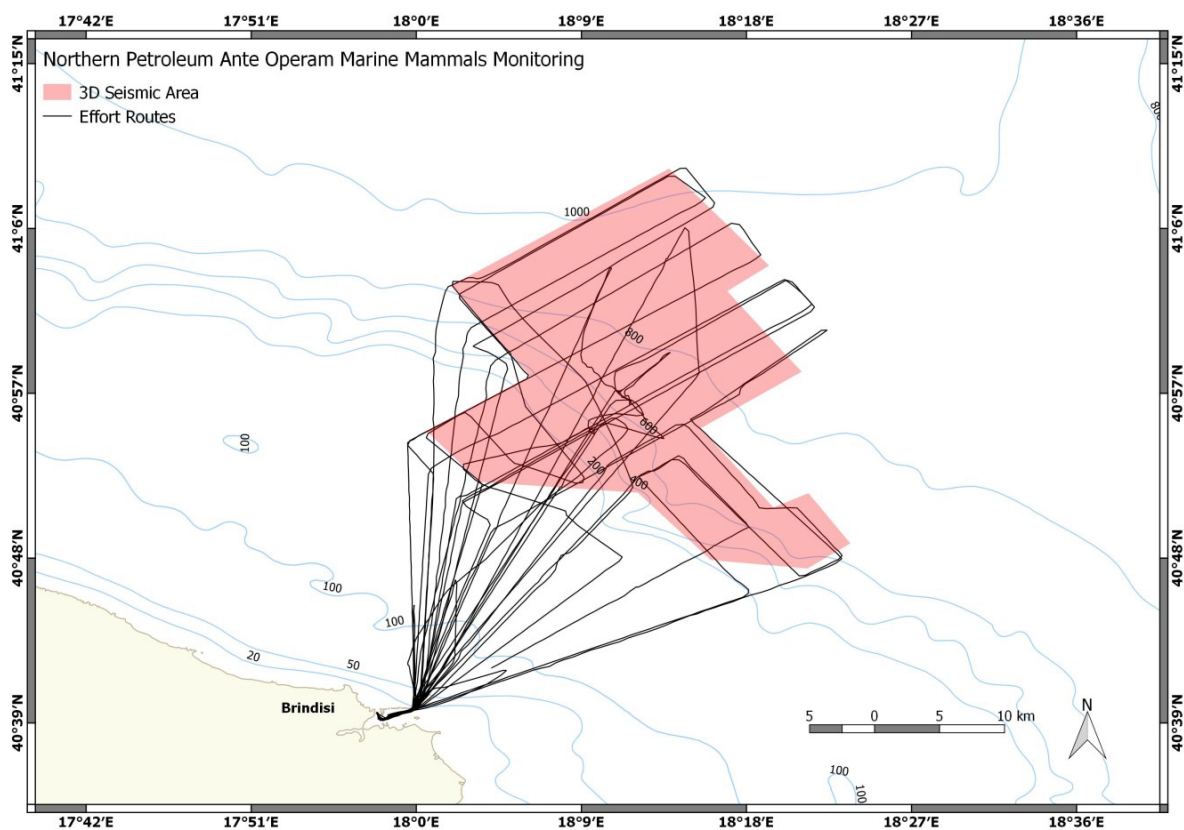 17°42'E 17°51'E 18°0'E 18°9'E 18°18'E 18°27'E 18°36'E
41°15'N 41°15'N
Northern Petroleum Ante Operam Marine Mammals Monitoring
3D Seismic Area
Effort Routes
800
1000
41°6'N 41°6'N
800
40°57'N 40°57'N
600
100
200
400
40°48'N 40°48'N
100
100
20
50
Brindisi
40°39'N 40°39'N
5 0 5 10 km
N
100
100
17°42'E 17°51'E 18°0'E 18°9'E 18°18'E 18°27'E 18°36'E